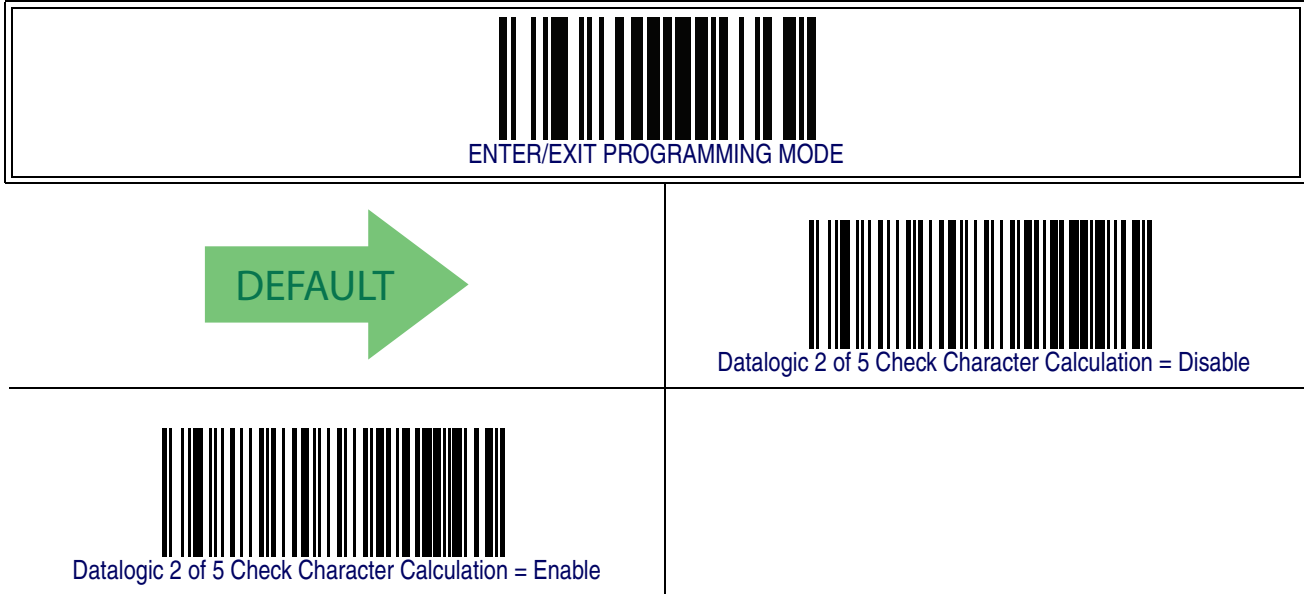 ENTER/EXIT PROGRAMMING MODE
DEFAULT
Datalogic 2 of 5 Check Character Calculation = Disable
Datalogic 2 of 5 Check Character Calculation = Enable